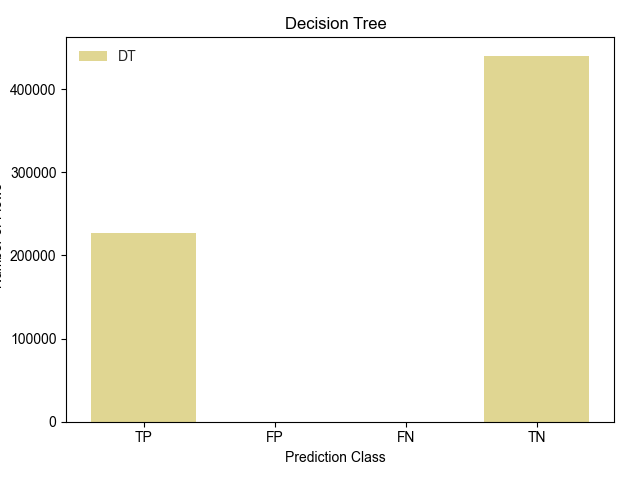 Decision Tree
DT
400000
300000
200000
100000
0
TP FP FN TN
Prediction Class